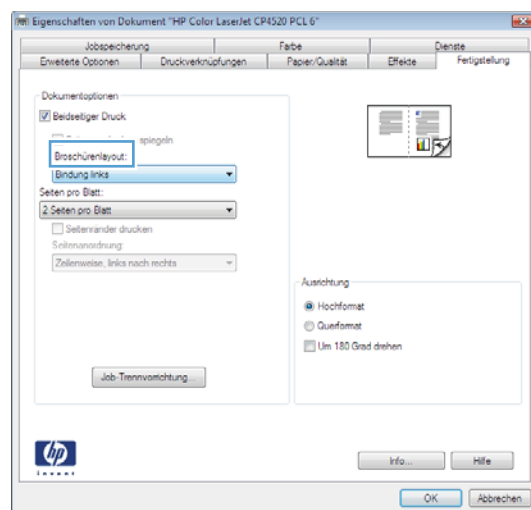 Eigenschaften von Dokument "HP Color LaserJet CP4520 PCL 6"
Jobspeicherung Farbe Dienste
Erweiterte Optionen Druckverknüpfungen Papier/Qualität Effekte Fertigstellung
Dokumentoptionen
Beidseitiger Druck
spiegeln
Broschürenlayout:
Bindung links
Seiten pro Blatt:
2 Seiten pro Blatt
Seitenränder drucken
Seitenanordnung:
Zeilenweise, links nach rechts
Job-Trennvorrichtung...
Ausrichtung
Hochformat
Querformat
Um 180 Grad drehen
hp
invent
Info... Hilfe
OK Abbrechen